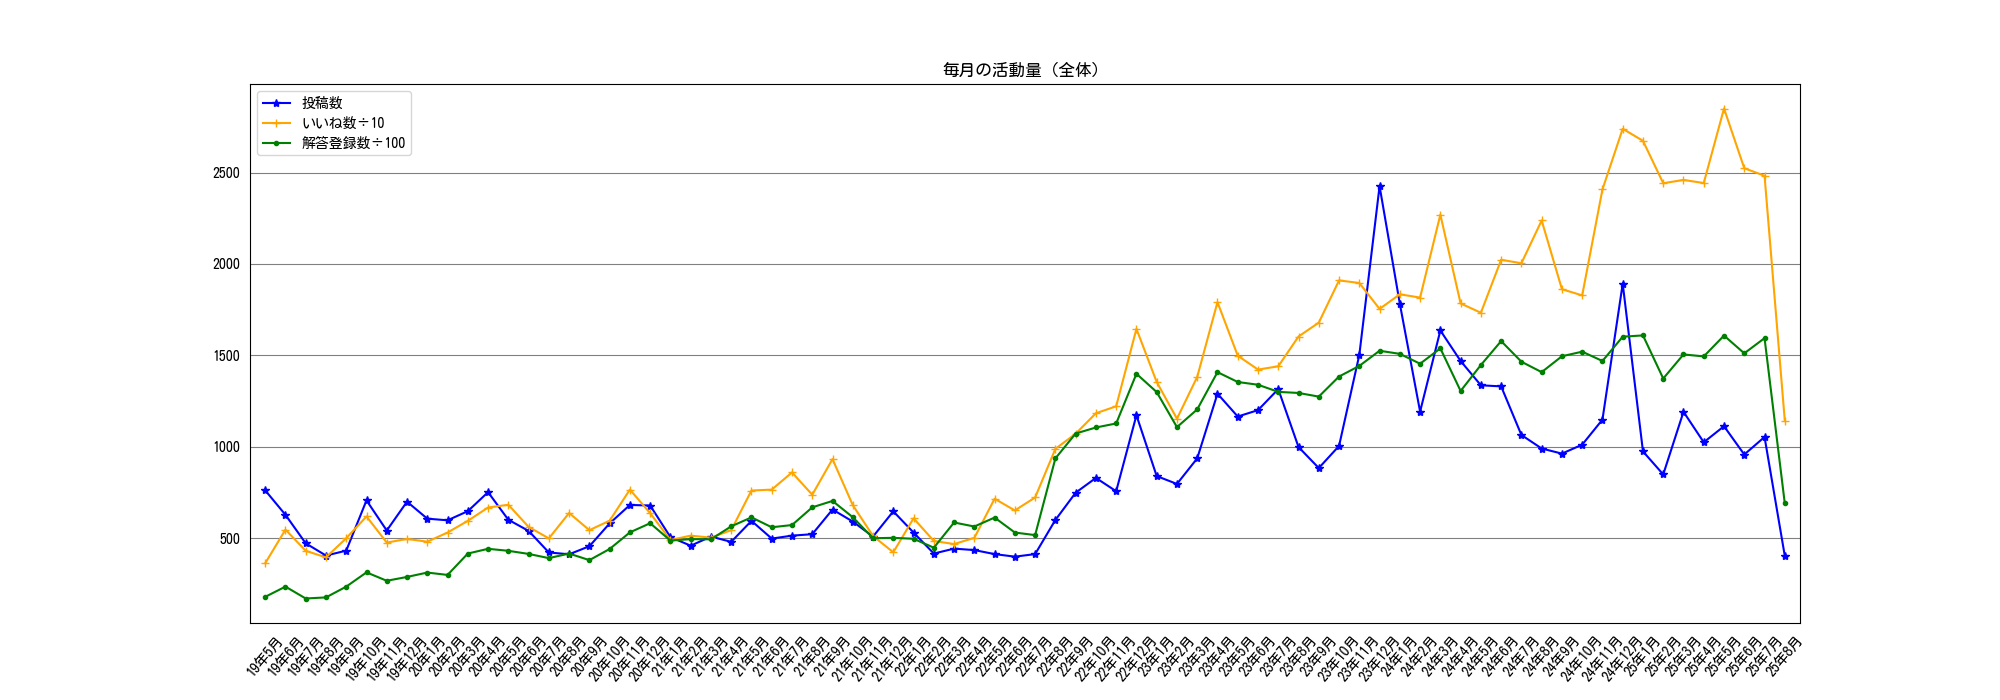 毎月の活動量（全体）
投稿数
いいね数÷10
解答登録数÷100
2500
2000
1500
1000
500
19年5月
19年6月
19年7月
19年8月
19年9月
19年10月
19年11月
19年12月
20年1月
20年2月
20年3月
20年4月
20年5月
20年6月
20年7月
20年8月
20年9月
20年10月
20年11月
20年12月
21年1月
21年2月
21年3月
21年4月
21年5月
21年6月
21年7月
21年8月
21年9月
21年10月
21年11月
21年12月
22年1月
22年2月
22年3月
22年4月
22年5月
22年6月
22年7月
22年8月
22年9月
22年10月
22年11月
22年12月
23年1月
23年2月
23年3月
23年4月
23年5月
23年6月
23年7月
23年8月
23年9月
23年10月
23年11月
23年12月
24年1月
24年2月
24年3月
24年4月
24年5月
24年6月
24年7月
24年8月
24年9月
24年10月
24年11月
24年12月
25年1月
25年2月
25年3月
25年4月
25年5月
25年6月
25年7月
25年8月